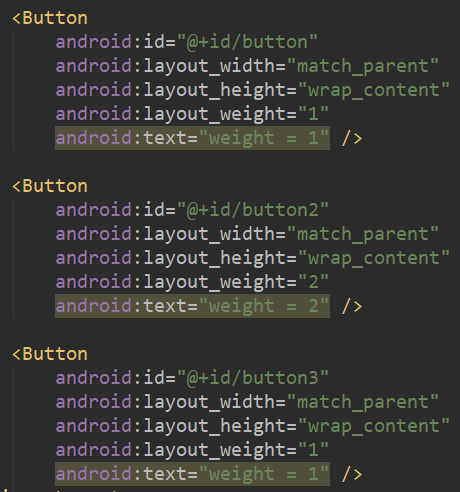 <Button
android:id="@+id/button"
android:layout_width="match_parent"
android:layout_height="wrap_content"
android:layout_weight="1"
android:text="weight = 1" />
<Button
android:id="@+id/button2"
android:layout_width="match_parent"
android:layout_height="wrap_content"
android:layout_weight="2"
android:text="weight = 2" />
<Button
android:id="@+id/button3"
android:layout_width="match_parent"
android:layout_height="wrap_content"
android:layout_weight="1"
android:text="weight = 1" />